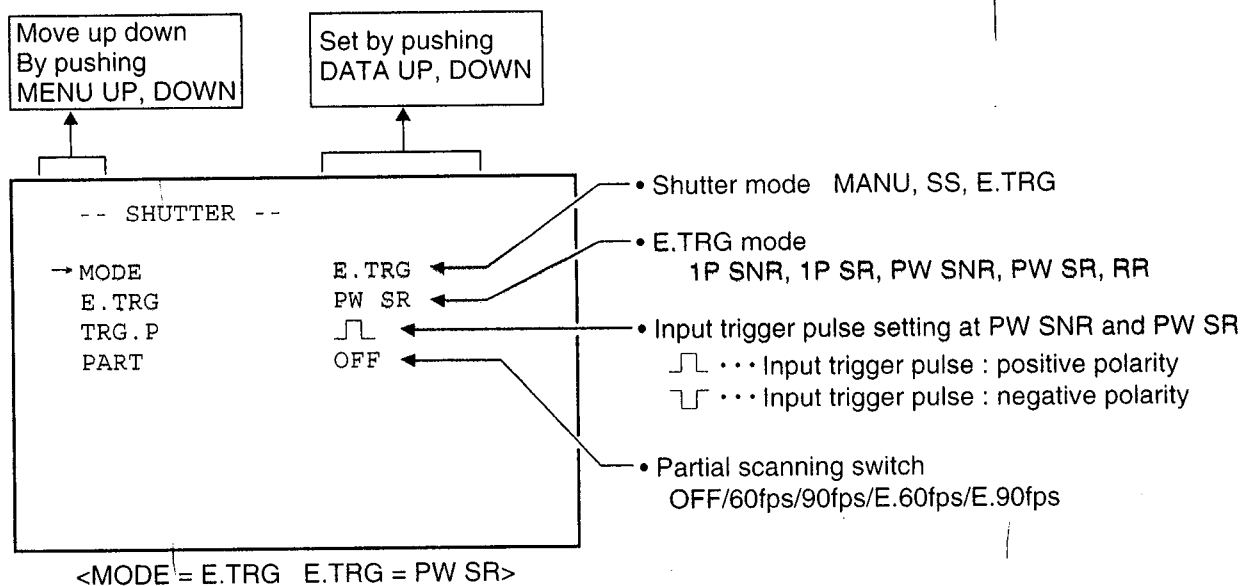 Move up down
By pushing
MENU UP, DOWN
Set by pushing
DATA UP, DOWN
-- SHUTTER --
→ MODE E.TRG
E.TRG PW SR
TRG.P
PART OFF
• Shutter mode MANU, SS, E.TRG
• E.TRG mode
1P SNR, 1P SR, PW SNR, PW SR, RR
• Input trigger pulse setting at PW SNR and PW SR
··· Input trigger pulse : positive polarity
··· Input trigger pulse : negative polarity
• Partial scanning switch
OFF/60fps/90fps/E.60fps/E.90fps
<MODE = E.TRG E.TRG = PW SR>